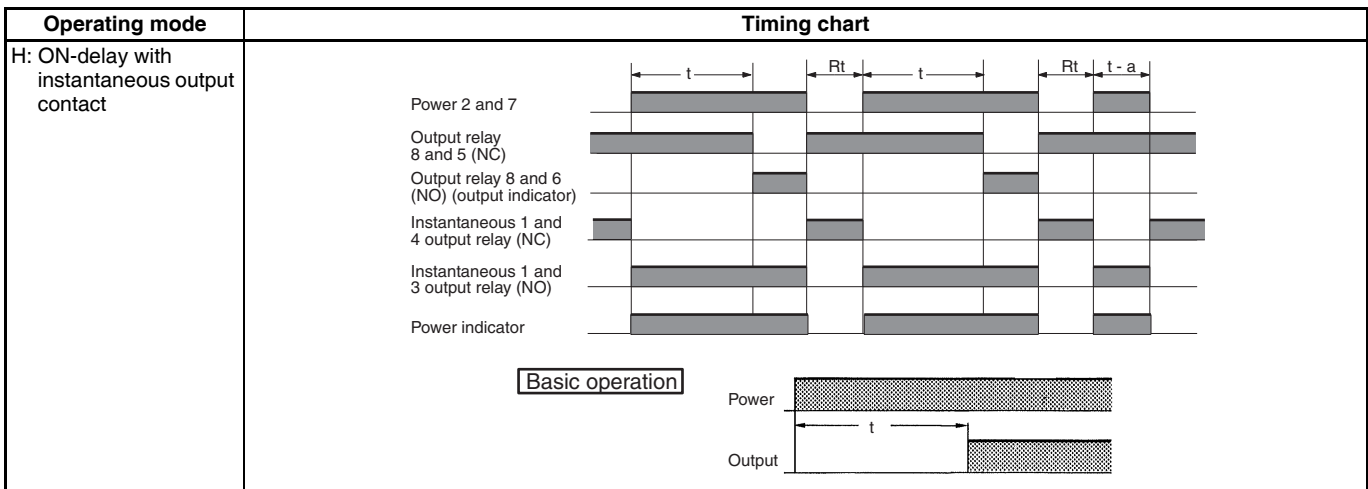 Operating mode
Timing chart
H: ON-delay with
instantaneous output
contact
t
Rt
t
Rt
t - a
Power 2 and 7
Output relay
8 and 5 (NC)
Output relay 8 and 6
(NO) (output indicator)
Instantaneous 1 and
4 output relay (NC)
Instantaneous 1 and
3 output relay (NO)
Power indicator
Basic operation
Power
t
Output